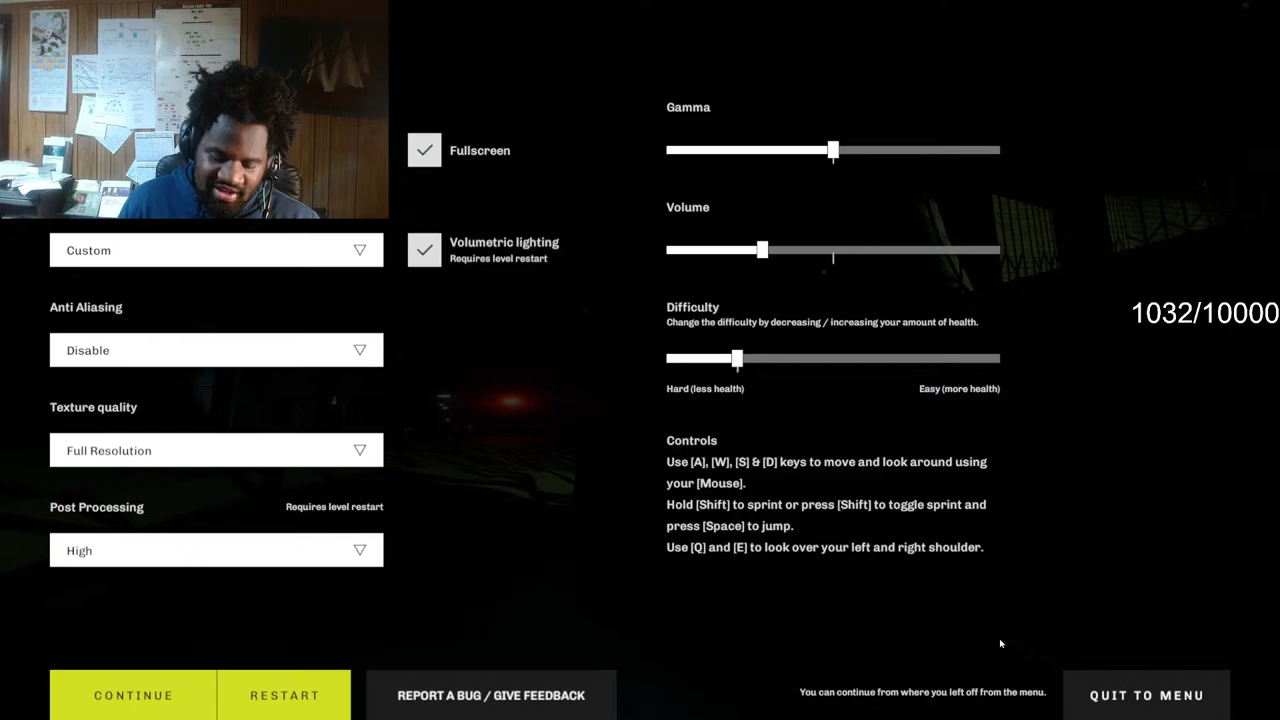 Fullscreen
Custom
Volumetric lighting
Requires level restart
Anti Aliasing
Disable
Texture quality
Full Resolution
Post Processing
Requires level restart
High
Gamma
Volume
Difficulty
Change the difficulty by decreasing / increasing your amount of health.
Hard (less health)
Easy (more health)
Controls
Use [A], [W], [S] & [D] keys to move and look around using
your [Mouse].
Hold [Shift] to sprint or press [Shift] to toggle sprint and
press [Space] to jump.
Use [Q] and [E] to look over your left and right shoulder.
1032/10000
CONTINUE
RESTART
REPORT A BUG / GIVE FEEDBACK
You can continue from where you left off from the menu.
QUIT TO MENU